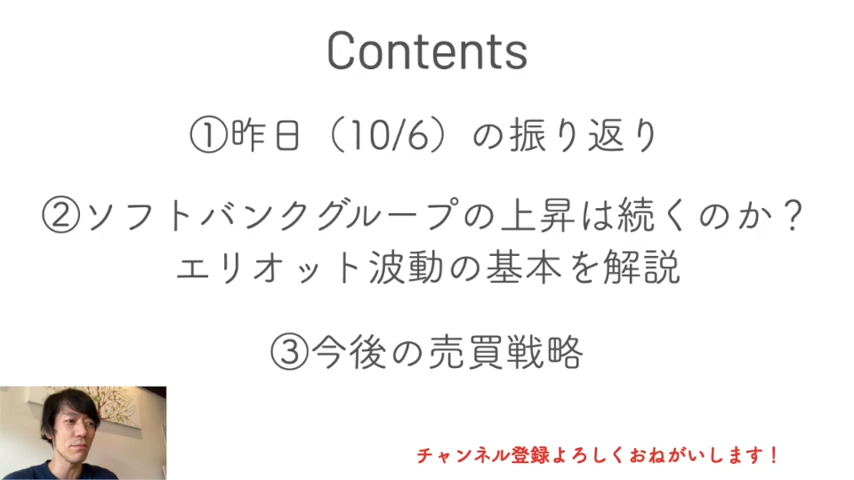 Contents
①昨日（10/6）の振り返り
②ソフトバンクグループの上昇は続くのか？
エリオット波動の基本を解説
③今後の売買戦略
チャンネル登録よろしくおねがいします！